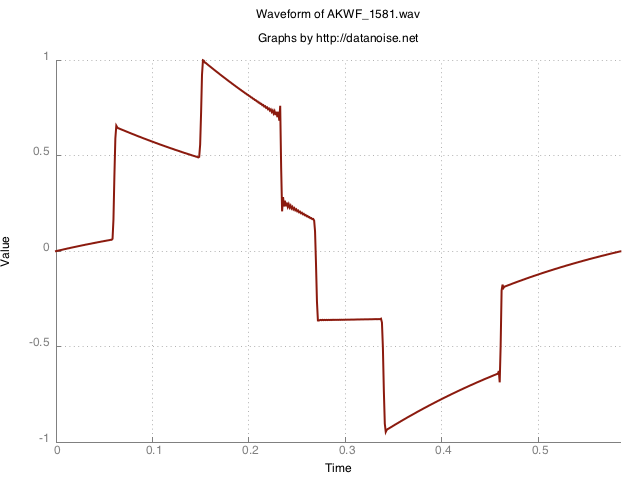 Waveform of AKWF_1581.wav
Graphs by http://datanoise.net
1
0.5
0
-0.5
-1
Value
0 0.1 0.2 0.3 0.4 0.5
Time